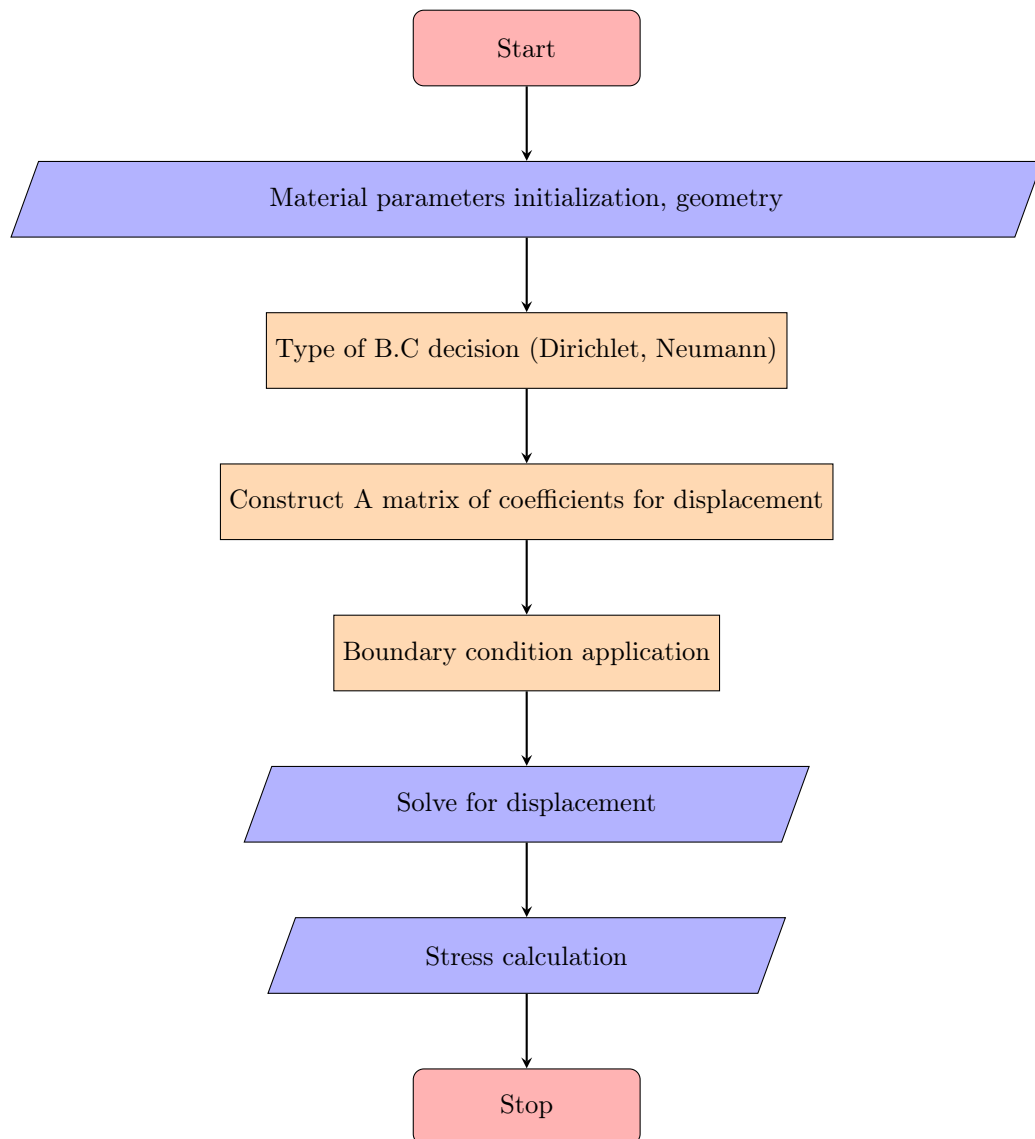 Start
Material parameters initialization, geometry
Type of B.C decision (Dirichlet, Neumann)
Construct A matrix of coefficients for displacement
Boundary condition application
Solve for displacement
Stress calculation
Stop